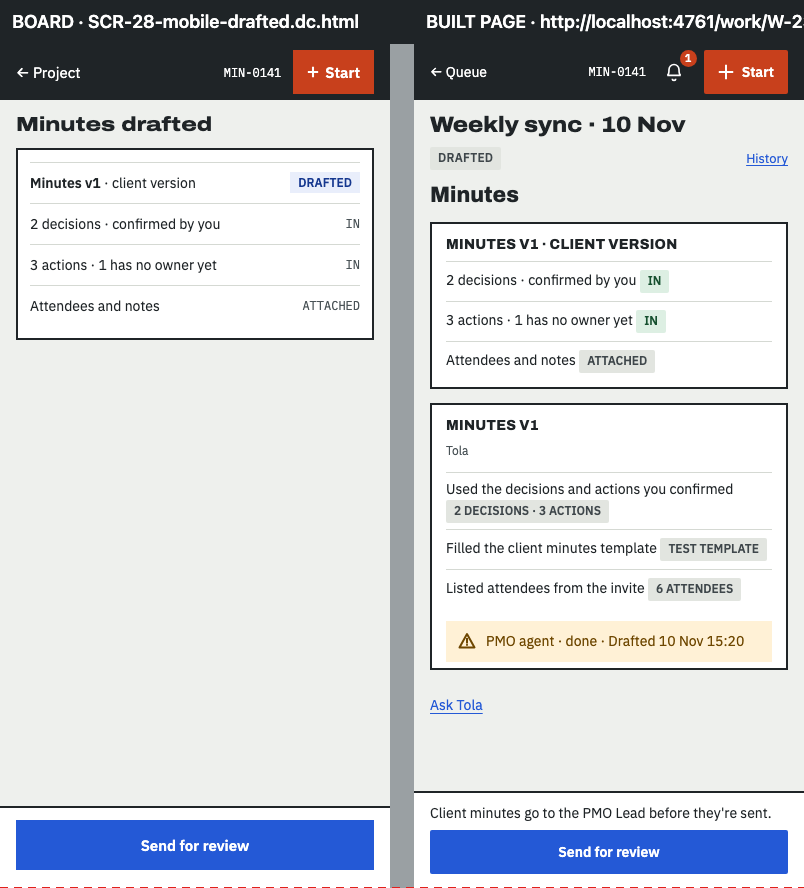 BOARD · SCR-28-mobile-drafted.dc.html
← Project
MIN-0141
+ Start
Minutes drafted
Minutes v1 · client version
DRAFTED
2 decisions · confirmed by you
IN
3 actions · 1 has no owner yet
IN
Attendees and notes
ATTACHED
Send for review
BUILT PAGE · http://localhost:4761/work/W-2
← Queue
MIN-0141
1
+ Start
Weekly sync · 10 Nov
DRAFTED
History
Minutes
MINUTES V1 · CLIENT VERSION
2 decisions · confirmed by you IN
3 actions · 1 has no owner yet IN
Attendees and notes ATTACHED
MINUTES V1
Tola
Used the decisions and actions you confirmed
2 DECISIONS · 3 ACTIONS
Filled the client minutes template TEST TEMPLATE
Listed attendees from the invite 6 ATTENDEES
PMO agent · done · Drafted 10 Nov 15:20
Ask Tola
Client minutes go to the PMO Lead before they're sent.
Send for review